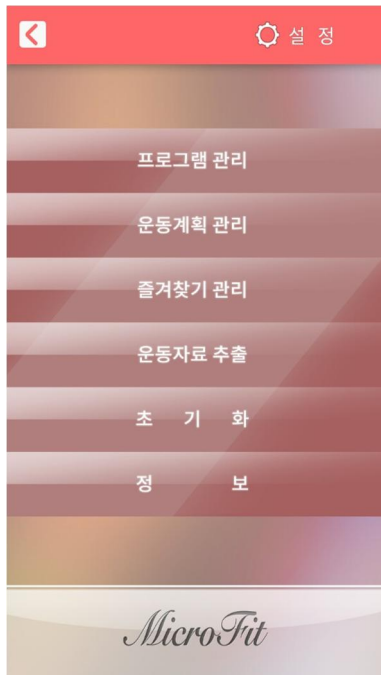 설 정
프로그램 관리
운동계획 관리
즐겨찾기 관리
운동자료 추출
초 기 화
정 보
MicroFit